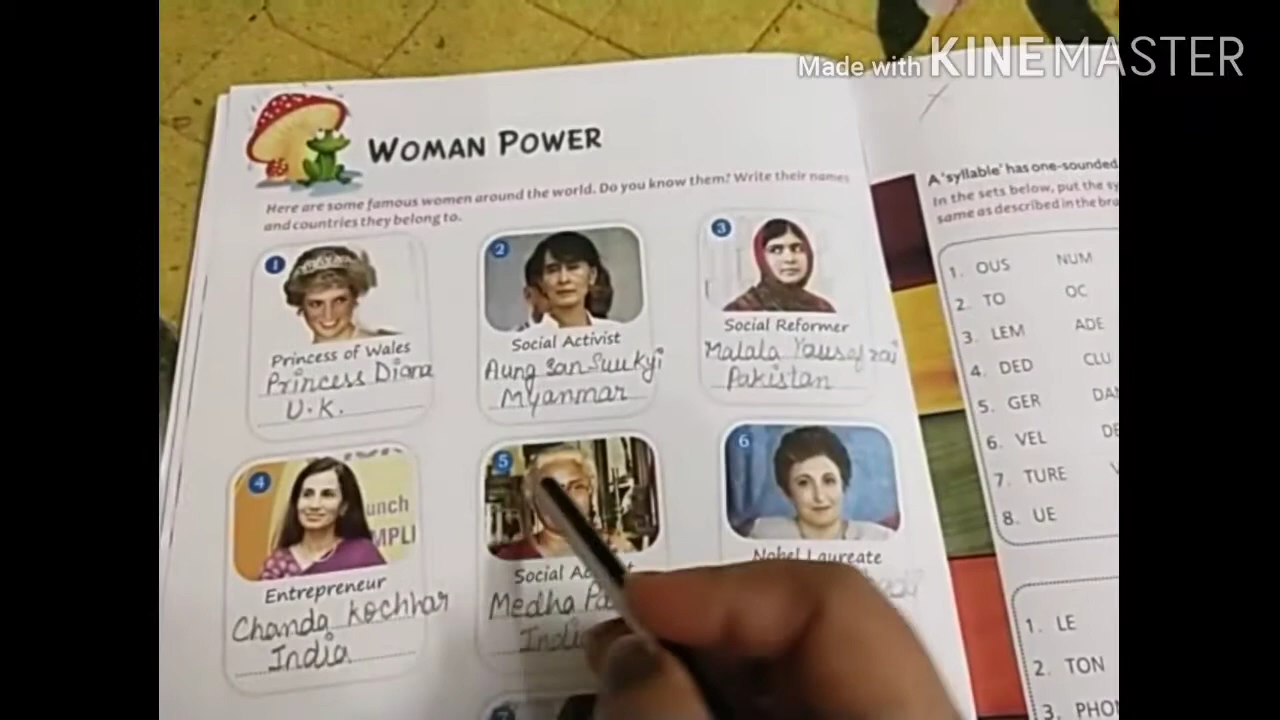 Made with KINEMASTER
WOMAN POWER
Here are some famous women around the world. Do you know them? Write their names
and countries they belong to.
1
Princess of Wales
Princess Diana
U.K.
2
Social Activist
Aung San Suu Kyi
Myanmar
3
Social Reformer
Malala Yousafzai
Pakistan
4
unch
MPLI
Entrepreneur
Chanda Kochhar
India
5
Social
Medha Pa
Indi
6
Nobel Laureate
7
A 'syllable' has one-sounded
In the sets below, put the sy
same as described in the bra
1. OUS NUM
2. TO OC
3. LEM ADE
4. DED CLU
5. GER DAN
6. VEL DE
7. TURE
8. UE
1. LE
2. TON
3. PHO